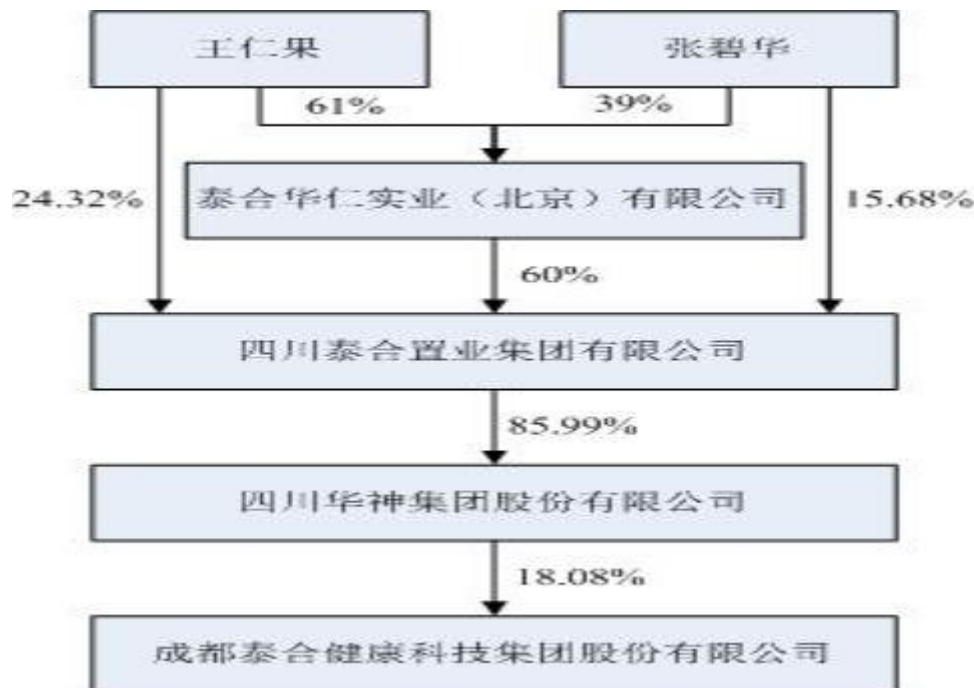 王仁果
张碧华
61%
39%
24.32%
泰合华仁实业（北京）有限公司
15.68%
60%
四川泰合置业集团有限公司
85.99%
四川华神集团股份有限公司
18.08%
成都泰合健康科技集团股份有限公司